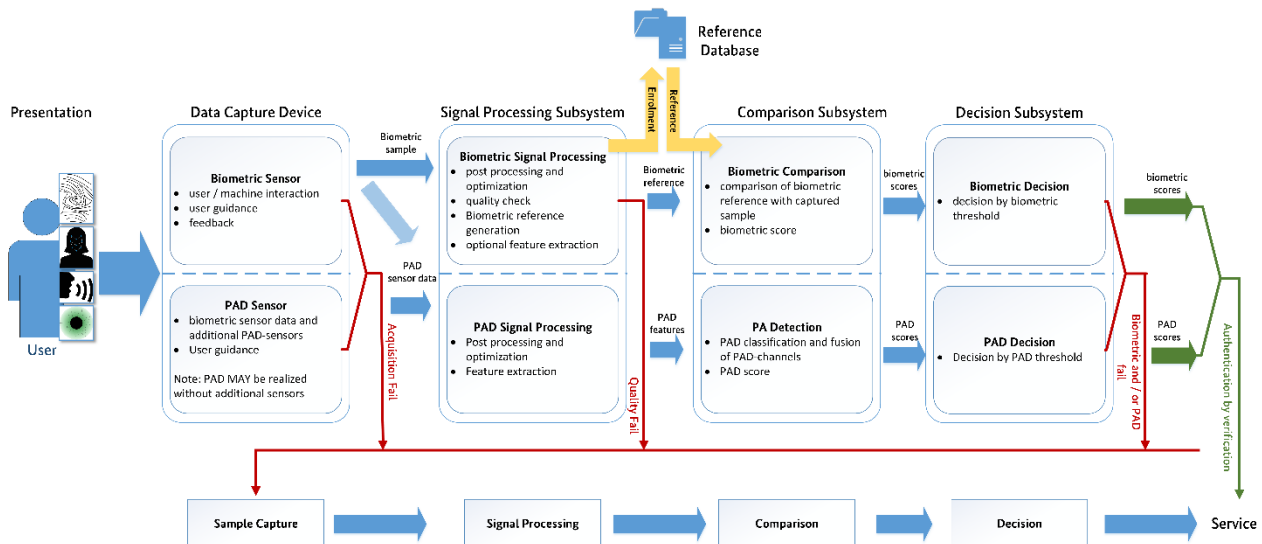 Reference
Database
Presentation
Data Capture Device
Signal Processing Subsystem
Enrolment
Reference
Comparison Subsystem
Decision Subsystem
Biometric Sensor
• user / machine interaction
• user guidance
• feedback
Biometric
sample
Biometric Signal Processing
• post processing and
optimization
• quality check
• Biometric reference
generation
• optional feature extraction
Biometric
reference
Biometric Comparison
• comparison of biometric
reference with captured
sample
• biometric score
biometric
scores
Biometric Decision
• decision by biometric
threshold
biometric
scores
User
PAD Sensor
• biometric sensor data and
additional PAD-sensors
• User guidance
Note: PAD MAY be realized
without additional sensors
Acquisition Fail
PAD
sensor data
PAD Signal Processing
• Post processing and
optimization
• Feature extraction
Quality Fail
PAD
features
PA Detection
• PAD classification and fusion
of PAD-channels
• PAD score
PAD
scores
PAD Decision
• Decision by PAD threshold
Biometric and / or PAD
fail
PAD
scores
Authentication by verification
Sample Capture
Signal Processing
Comparison
Decision
Service